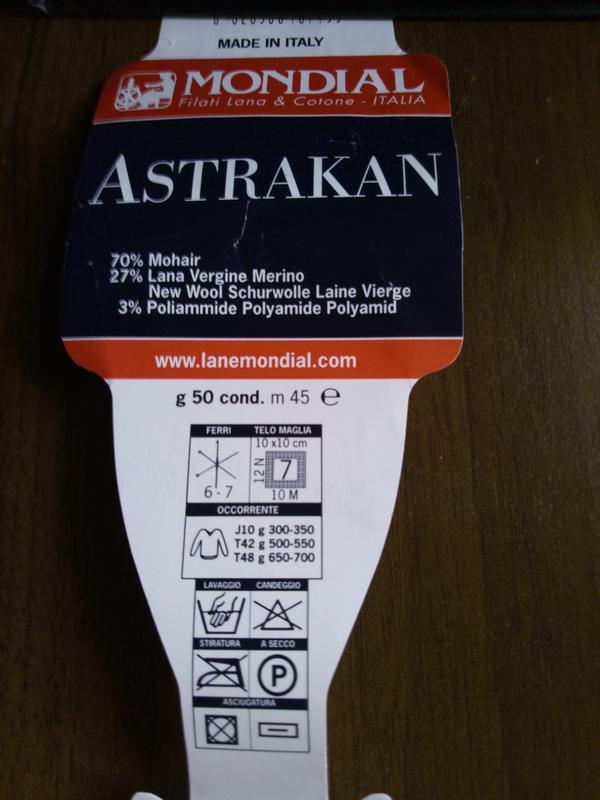 MADE IN ITALY
MONDIAL
Filati Lana & Cotone - ITALIA
ASTRAKAN
70% Mohair
27% Lana Vergine Merino
New Wool Schurwolle Laine Vierge
3% Poliammide Polyamide Polyamid
www.lanemondial.com
g 50 cond. m 45 ℮
FERRI TELO MAGLIA
10 x10 cm
12 N 7
6 - 7 10 M
OCCORRENTE
J10 g 300-350
T42 g 500-550
T48 g 650-700
LAVAGGIO CANDEGGIO
STIRATURA A SECCO
P
ASCIUGATURA